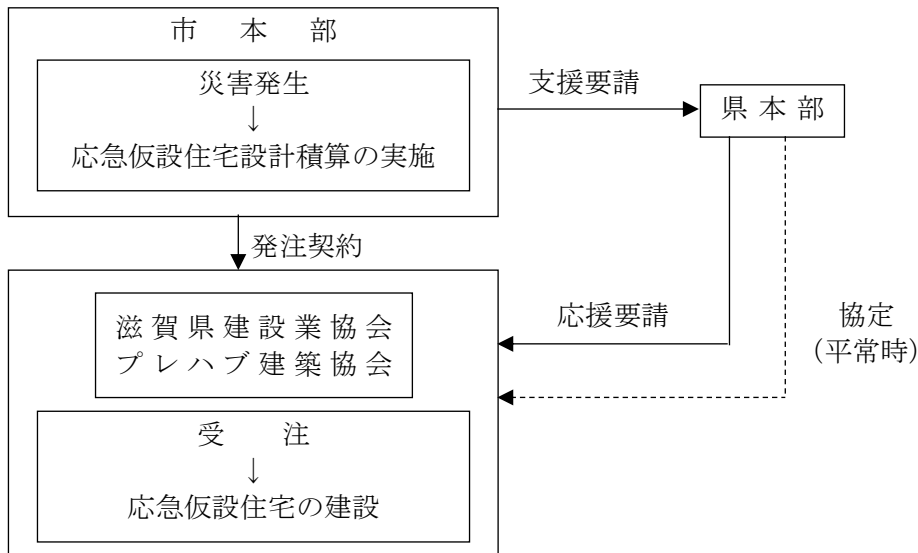 市 本 部
災害発生
↓
応急仮設住宅設計積算の実施
支援要請
県 本 部
発注契約
滋 賀 県 建 設 業 協 会
プ レ ハ ブ 建 築 協 会
応援要請
協定
（平常時）
受 注
↓
応急仮設住宅の建設